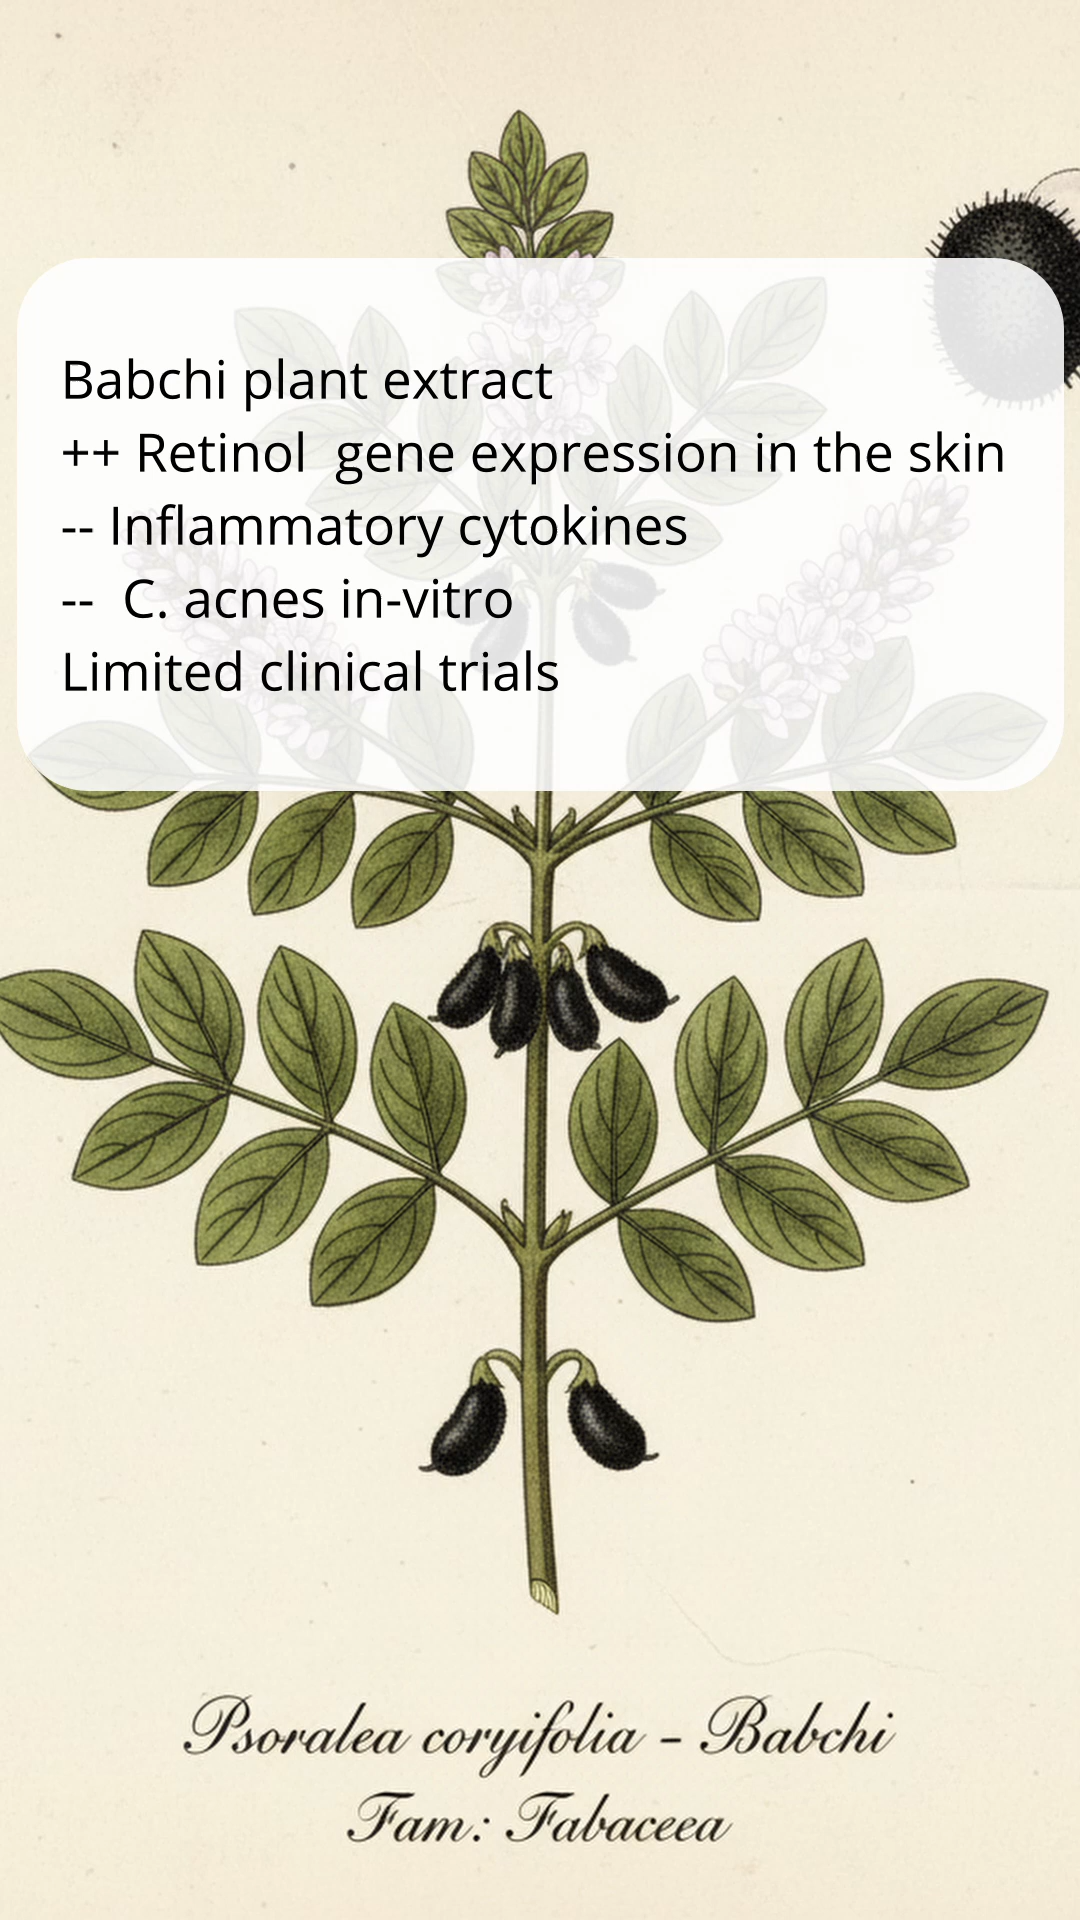 Babchi plant extract
++ Retinol  gene expression in the skin
-- Inflammatory cytokines
--  C. acnes in-vitro
Limited clinical trials
Psoralea coryifolia - Babchi
Fam: Fabaceea